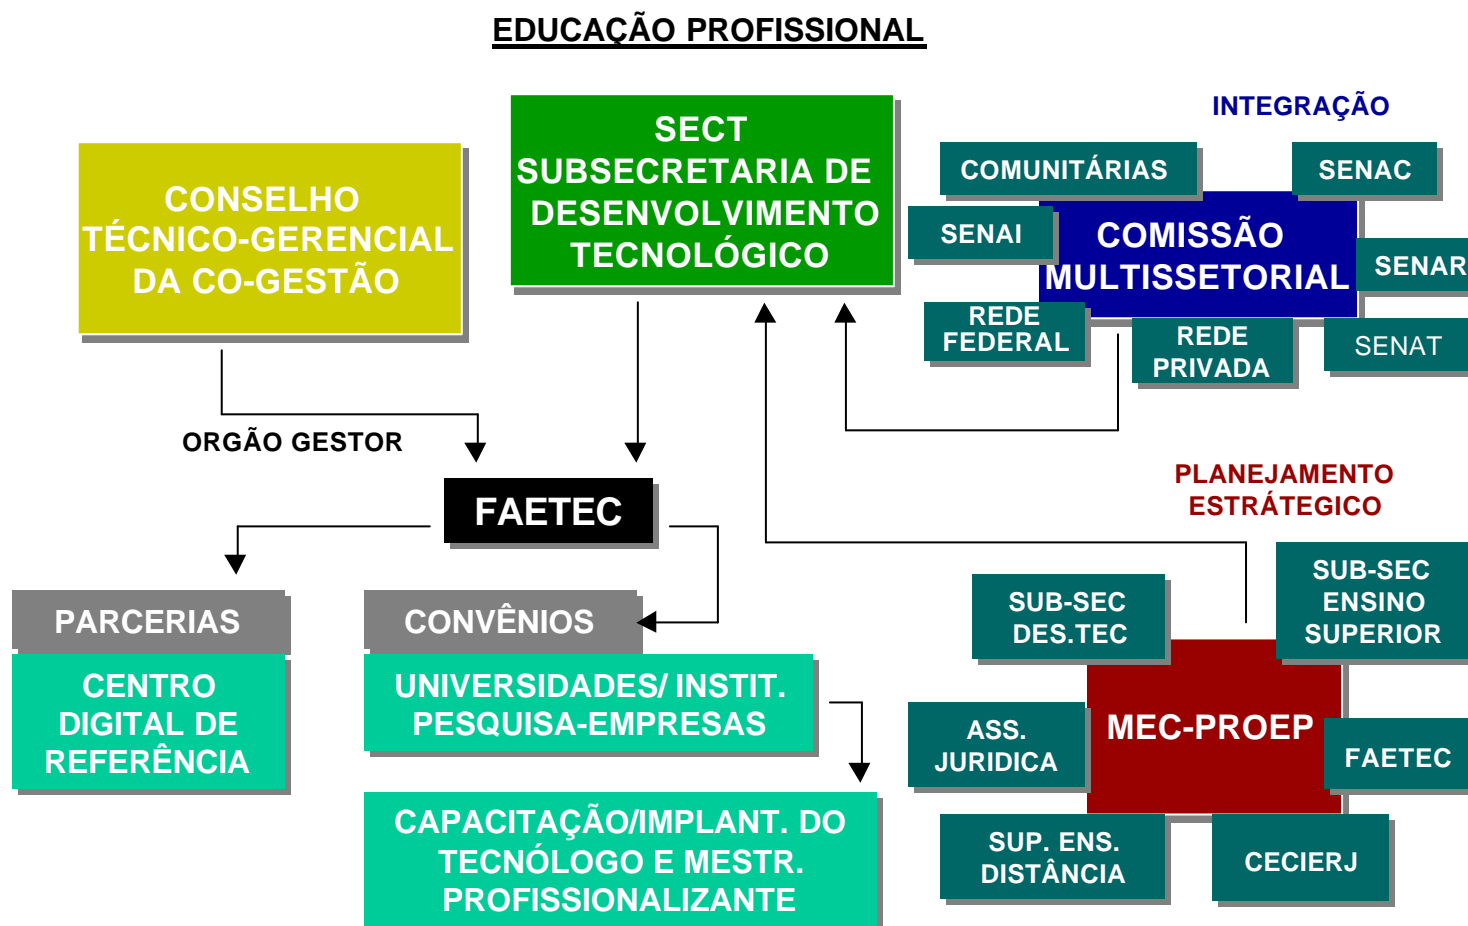 EDUCAÇÃO PROFISSIONAL
CONSELHO
TÉCNICO-GERENCIAL
DA CO-GESTÃO
SECT
SUBSECRETARIA DE
DESENVOLVIMENTO
TECNOLÓGICO
INTEGRAÇÃO
COMUNITÁRIAS
SENAC
SENAI
COMISSÃO
MULTISSETORIAL
SENAR
REDE
FEDERAL
REDE
PRIVADA
SENAT
ORGÃO GESTOR
FAETEC
PARCERIAS
CENTRO
DIGITAL DE
REFERÊNCIA
CONVÊNIOS
UNIVERSIDADES/ INSTIT.
PESQUISA-EMPRESAS
CAPACITAÇÃO/IMPLANT. DO
TECNÓLOGO E MESTR.
PROFISSIONALIZANTE
PLANEJAMENTO
ESTRÁTEGICO
SUB-SEC
DES.TEC
SUB-SEC
ENSINO
SUPERIOR
MEC-PROEP
ASS.
JURIDICA
FAETEC
SUP. ENS.
DISTÂNCIA
CECIERJ